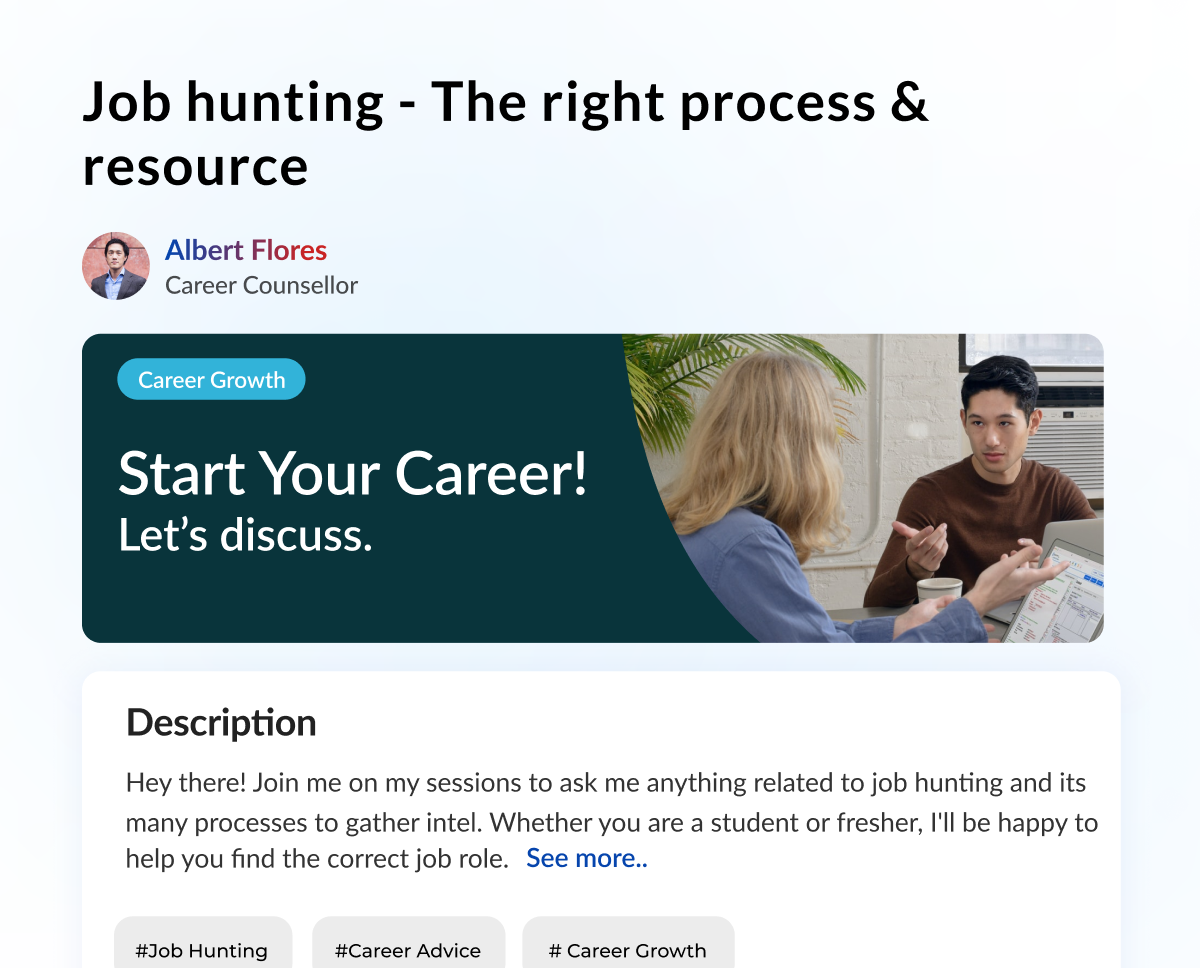 Job hunting - The right process &
resource
Albert Flores
Career Counsellor
Career Growth
Start Your Career!
Let’s discuss.
Description
Hey there! Join me on my sessions to ask me anything related to job hunting and its
many processes to gather intel. Whether you are a student or fresher, I'll be happy to
help you find the correct job role. See more..
#Job Hunting #Career Advice # Career Growth